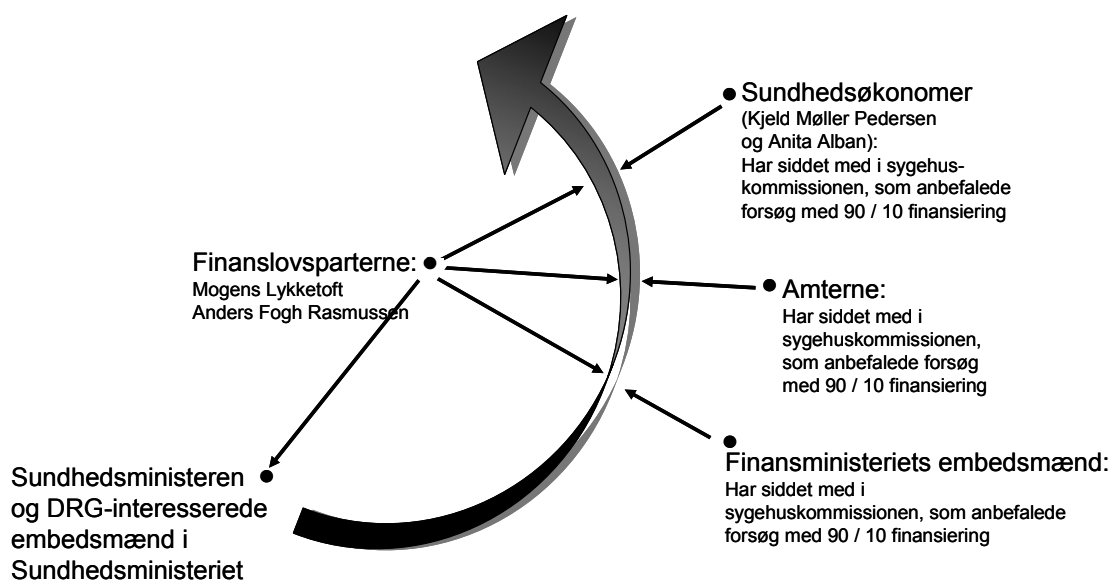 Sundhedsøkonomer
(Kjeld Møller Pedersen
og Anita Alban):
Har siddet med i sygehus-
kommissionen, som anbefalede
forsøg med 90 / 10 finansiering
Finanslovsparterne:
Mogens Lykketoft
Anders Fogh Rasmussen
Amterne:
Har siddet med i
sygehuskommissionen,
som anbefalede forsøg
med 90 / 10 finansiering
Finansministeriets embedsmænd:
Har siddet med i
sygehuskommissionen, som anbefalede
forsøg med 90 / 10 finansiering
Sundhedsministeren
og DRG-interesserede
embedsmænd i
Sundhedsministeriet